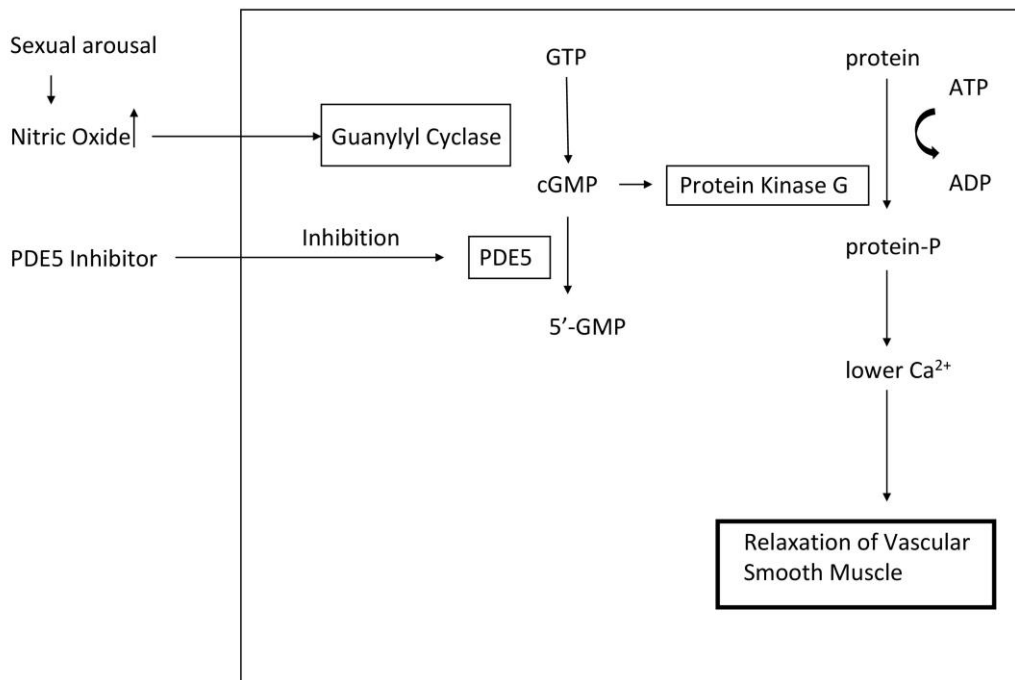 Sexual arousal
Nitric Oxide
PDE5 Inhibitor
Inhibition
Guanylyl Cyclase
GTP
cGMP
PDE5
5’-GMP
Protein Kinase G
protein
ATP
ADP
protein-P
lower Ca²⁺
Relaxation of Vascular
Smooth Muscle